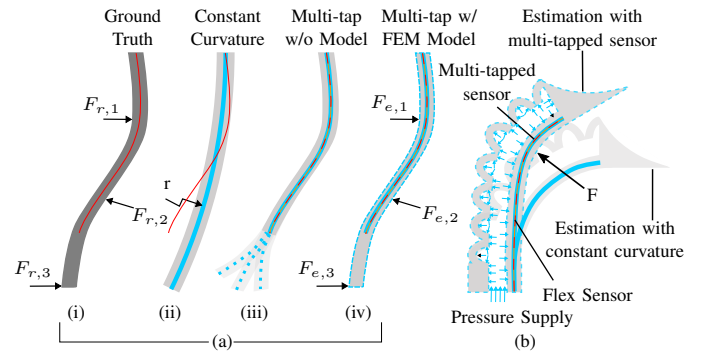 Ground
Truth
Constant
Curvature
Multi-tap
w/o Model
Multi-tap w/
FEM Model
Estimation with
multi-tapped sensor
Multi-tapped
sensor
F_{r,1}
F_{e,1}
r
F_{r,2}
F_{e,2}
F
F_{r,3}
F_{e,3}
Estimation with
constant curvature
Flex Sensor
Pressure Supply
(i)
(ii)
(iii)
(iv)
(a)
(b)